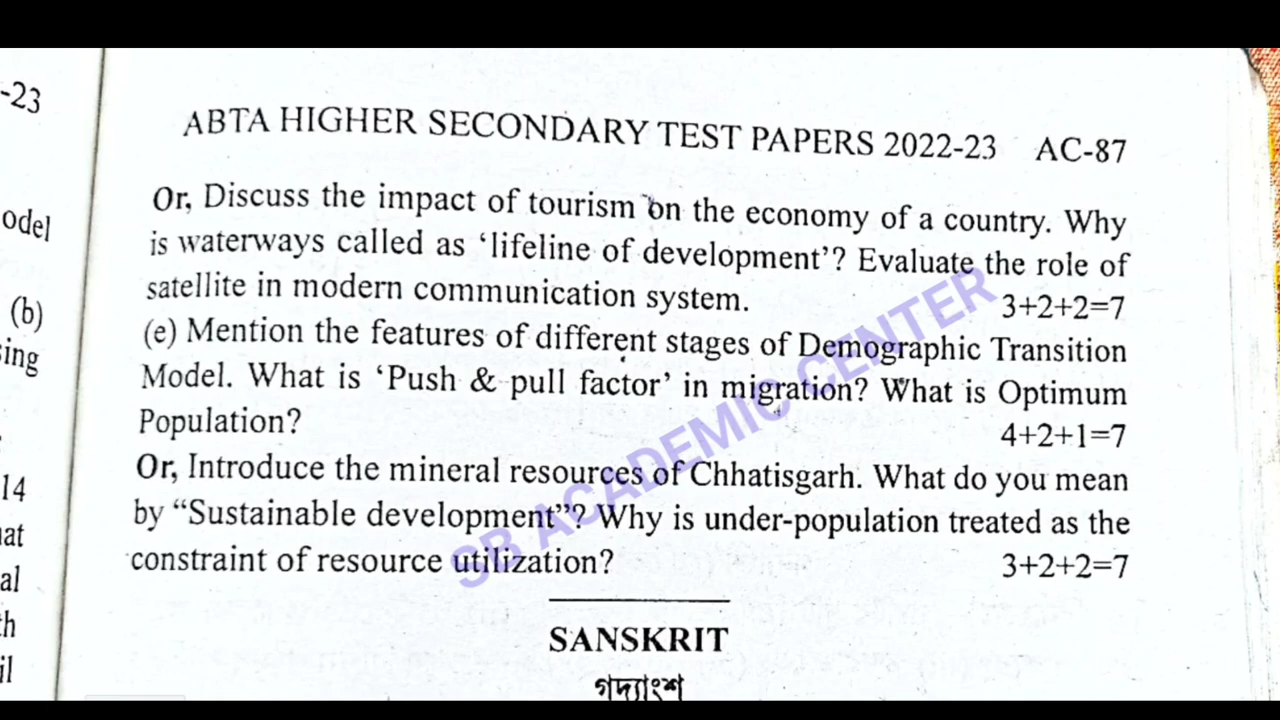 -23
odel
(b)
ing
14
at
al
th
il
ABTA HIGHER SECONDARY TEST PAPERS 2022-23 AC-87
Or, Discuss the impact of tourism on the economy of a country. Why
is waterways called as ‘lifeline of development’? Evaluate the role of
satellite in modern communication system. 3+2+2=7
(e) Mention the features of different stages of Demographic Transition
Model. What is ‘Push & pull factor’ in migration? What is Optimum
Population? 4+2+1=7
Or, Introduce the mineral resources of Chhatisgarh. What do you mean
by “Sustainable development”? Why is under-population treated as the
constraint of resource utilization? 3+2+2=7
SB ACADEMIC CENTER
SANSKRIT
গদ্যাংশ